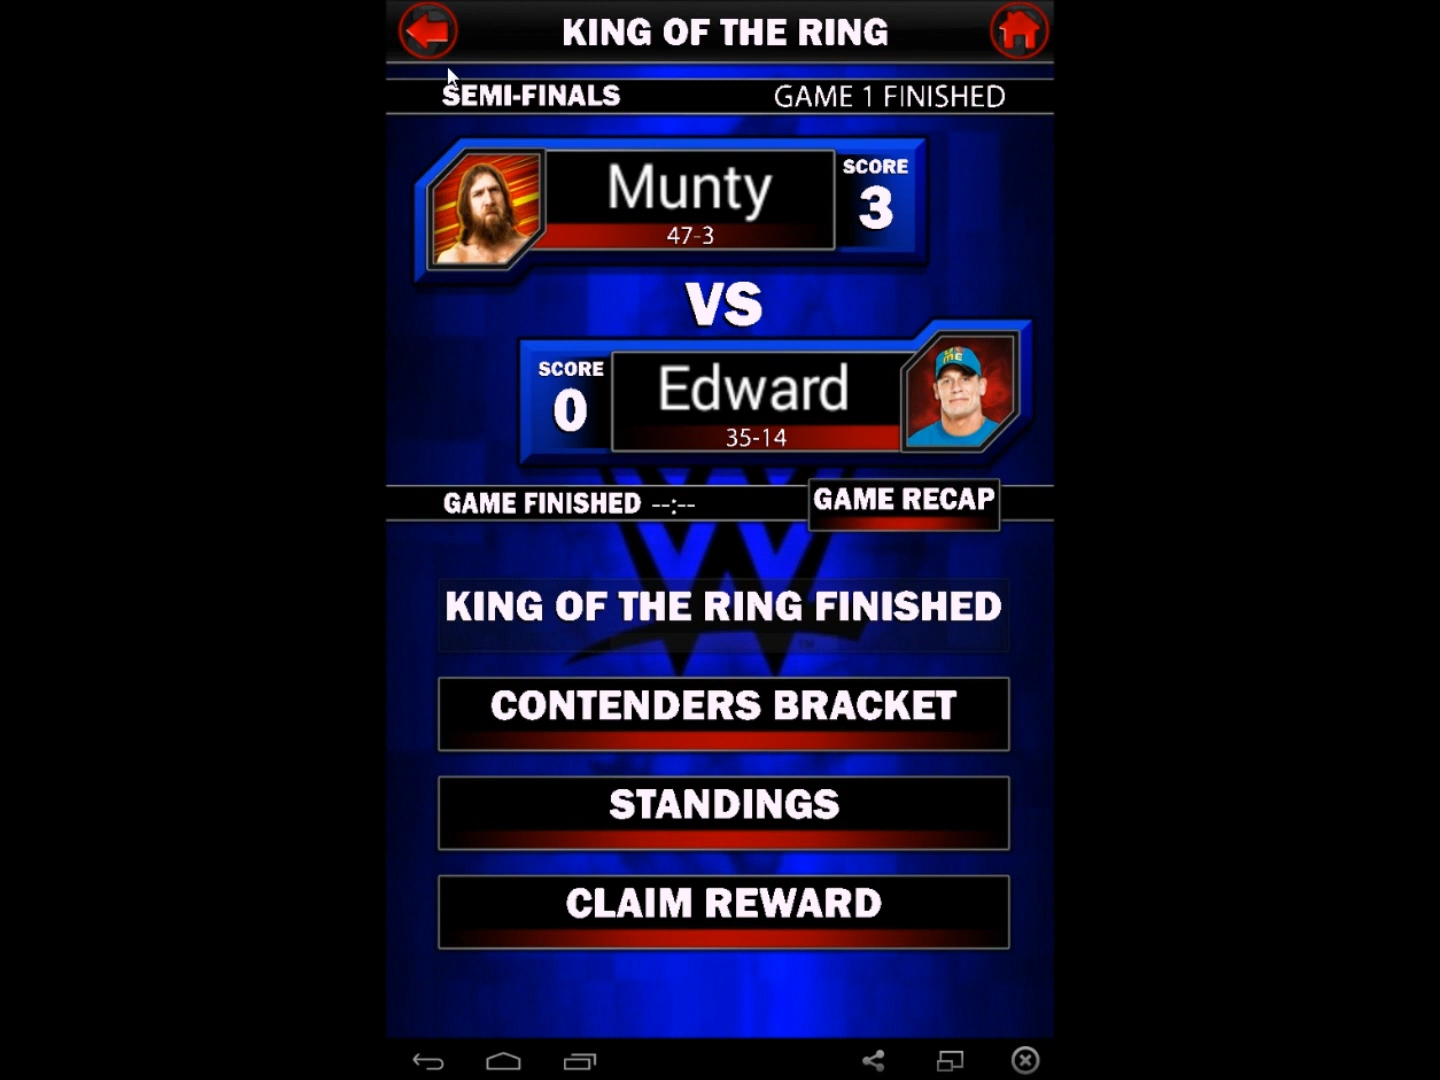 KING OF THE RING
SEMI-FINALS
GAME 1 FINISHED
Munty
47-3
SCORE
3
VS
SCORE
0
Edward
35-14
GAME FINISHED --:--
GAME RECAP
KING OF THE RING FINISHED
CONTENDERS BRACKET
STANDINGS
CLAIM REWARD